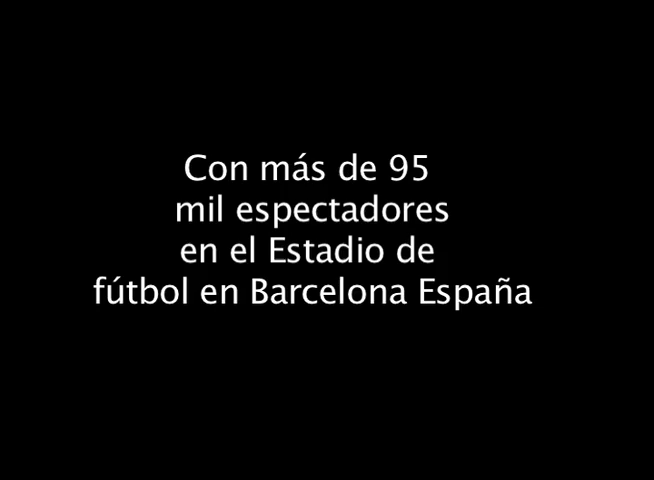 Con más de 95
mil espectadores
en el Estadio de
fútbol en Barcelona España